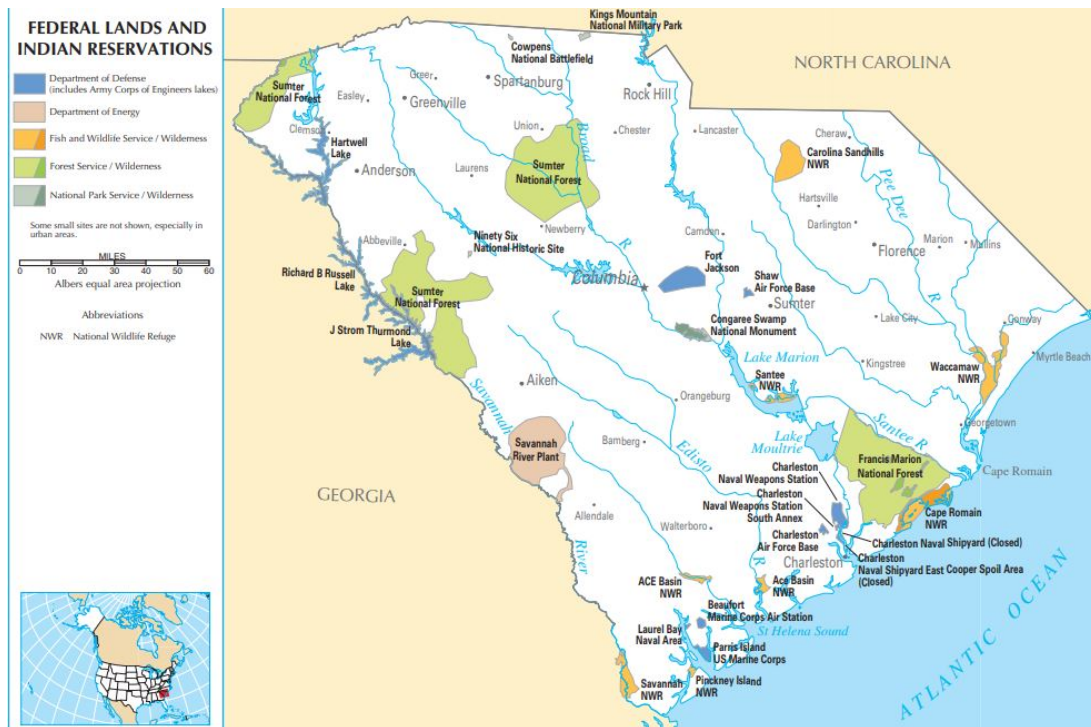 FEDERAL LANDS AND
INDIAN RESERVATIONS
Department of Defense
(includes Army Corps of Engineers lakes)
Department of Energy
Fish and Wildlife Service / Wilderness
Forest Service / Wilderness
National Park Service / Wilderness
Some small sites are not shown, especially in
urban areas.
MILES
0 10 20 30 40 50 60
Albers equal area projection
Abbreviations
NWR National Wildlife Refuge
Kings Mountain
National Military Park
Cowpens
National Battlefield
NORTH CAROLINA
Sumter
National Forest
Greer
Spartanburg
Easley
Greenville
Rock Hill
Clemson
Union
Chester
Lancaster
Cheraw
Hartwell
Lake
Broad
R
Carolina Sandhills
NWR
Pee Dee
R
Anderson
Laurens
Sumter
National Forest
Hartsville
Darlington
Newberry
Camden
Florence
Marion
Mullins
Abbeville
Ninety Six
National Historic Site
Richard B Russell
Lake
Columbia
Fort
Jackson
Shaw
Air Force Base
Sumter
Sumter
National Forest
Congaree Swamp
National Monument
Lake City
Conway
J Strom Thurmond
Lake
Lake Marion
Kingstree
Myrtle Beach
Waccamaw
NWR
Santee
NWR
Aiken
Savannah
River
Orangeburg
Santee R
Georgetown
Savannah
River Plant
Bamberg
Edisto
R
Lake
Moultrie
Francis Marion
National Forest
Cape Romain
GEORGIA
Charleston
Naval Weapons Station
Charleston
Naval Weapons Station
South Annex
Allendale
Walterboro
Cape Romain
NWR
Charleston
Air Force Base
Charleston Naval Shipyard (Closed)
Charleston
Charleston
Naval Shipyard East Cooper Spoil Area
(Closed)
ACE Basin
NWR
Ace Basin
NWR
Beaufort
Marine Corps Air Station
Laurel Bay
Naval Area
St Helena Sound
Parris Island
US Marine Corps
Savannah
NWR
Pinckney Island
NWR
ATLANTIC OCEAN